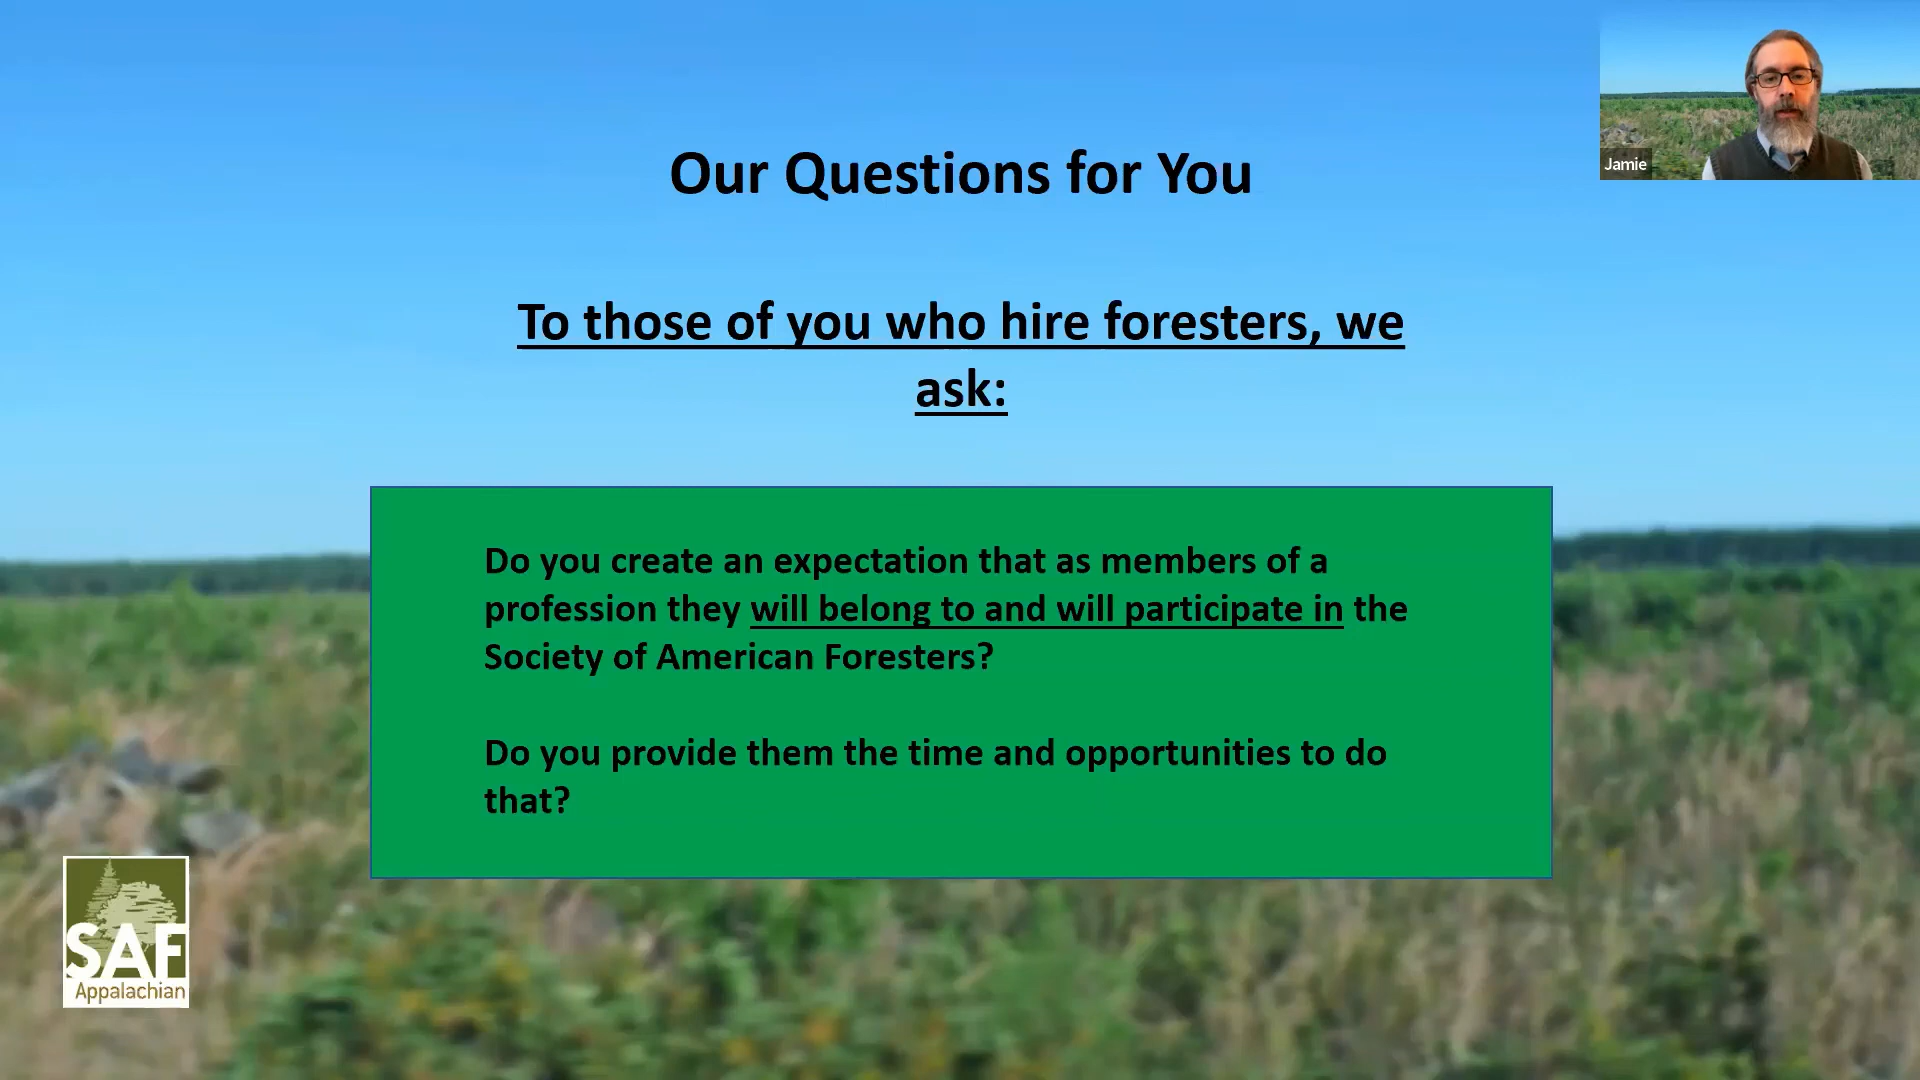 Our Questions for You
Jamie
To those of you who hire foresters, we
ask:
Do you create an expectation that as members of a
profession they will belong to and will participate in the
Society of American Foresters?
Do you provide them the time and opportunities to do
that?
SAF
Appalachian